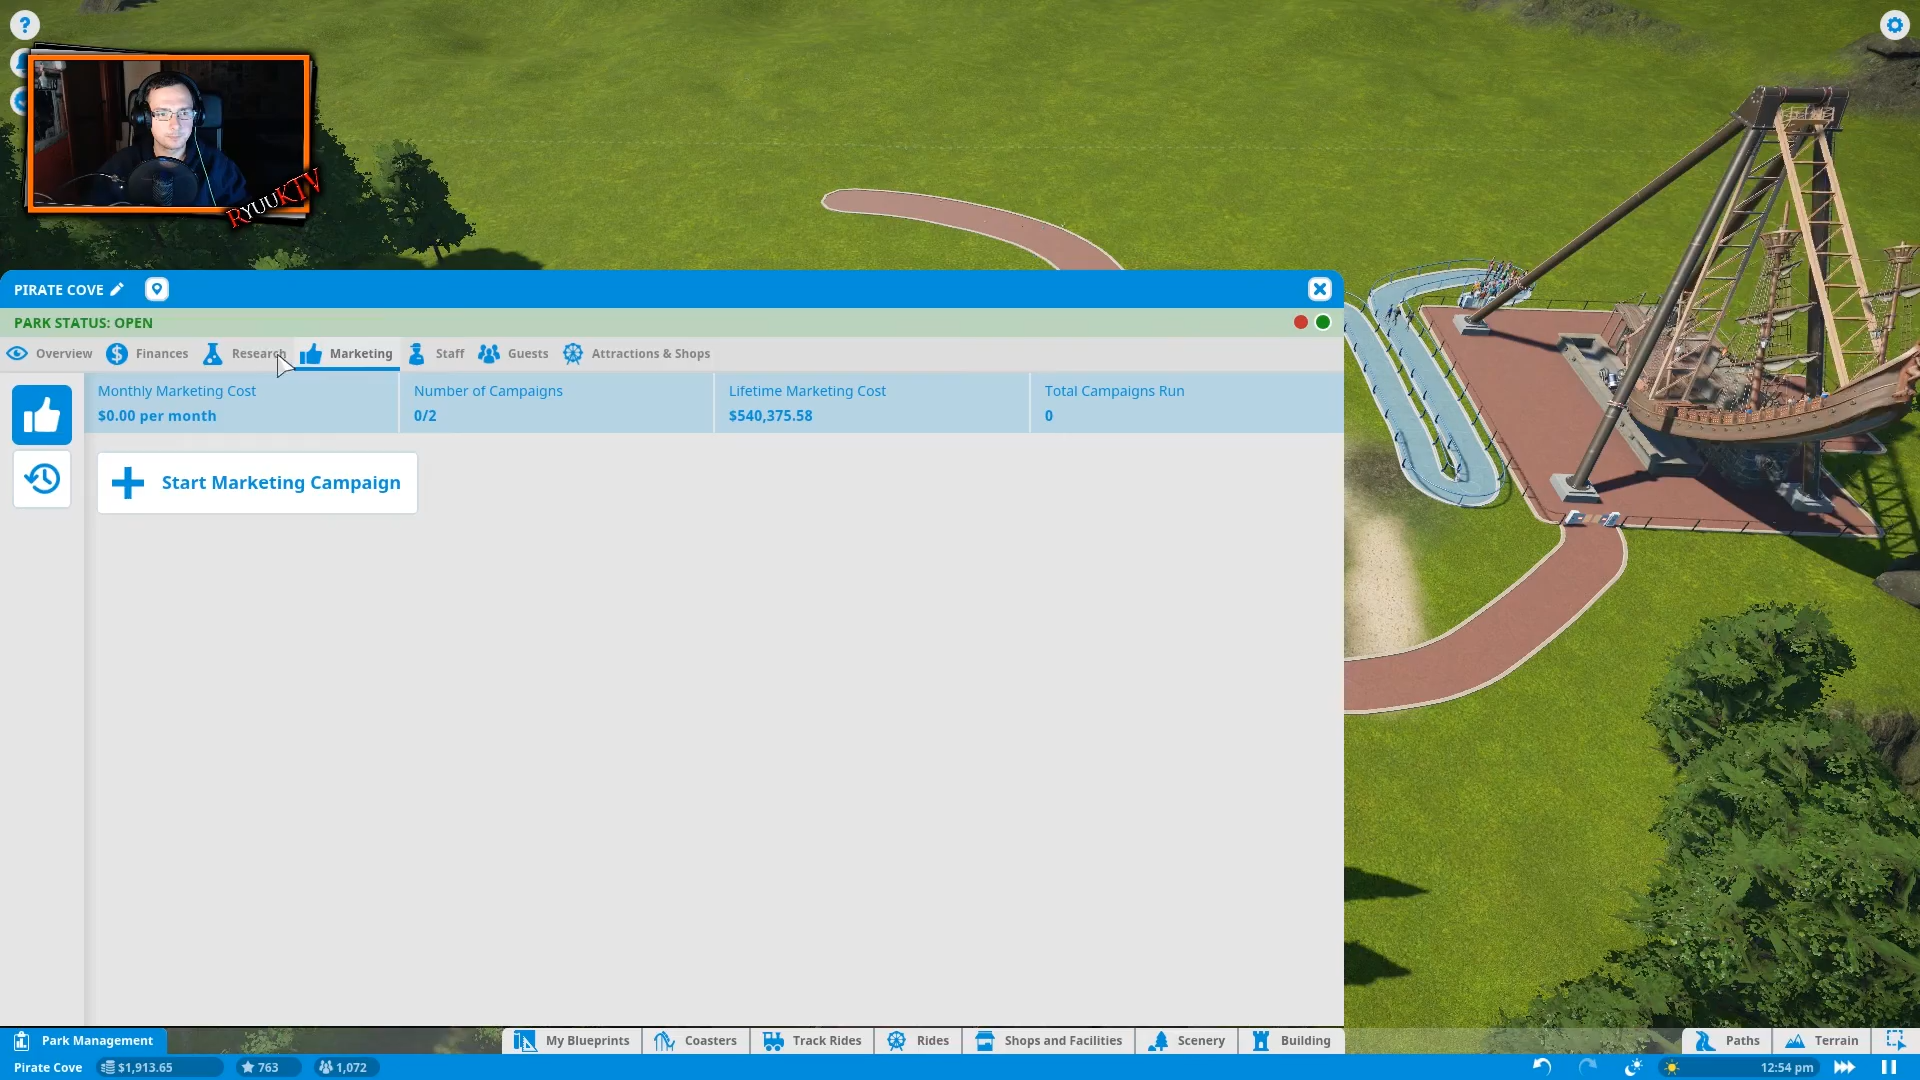 ?
RYUUKTV
PIRATE COVE
PARK STATUS: OPEN
Overview Finances Research Marketing Staff Guests Attractions & Shops
Monthly Marketing Cost Number of Campaigns Lifetime Marketing Cost Total Campaigns Run
$0.00 per month 0/2 $540,375.58 0
Start Marketing Campaign
Park Management My Blueprints Coasters Track Rides Rides Shops and Facilities Scenery Building Paths Terrain
Pirate Cove $1,913.65 763 1,072 12:54 pm